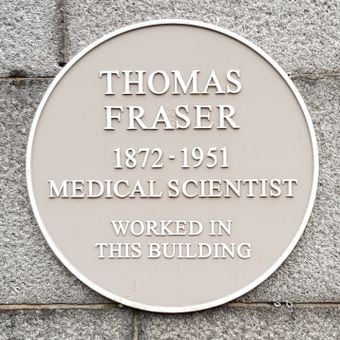 THOMAS
FRASER
1872 - 1951
MEDICAL SCIENTIST
WORKED IN
THIS BUILDING